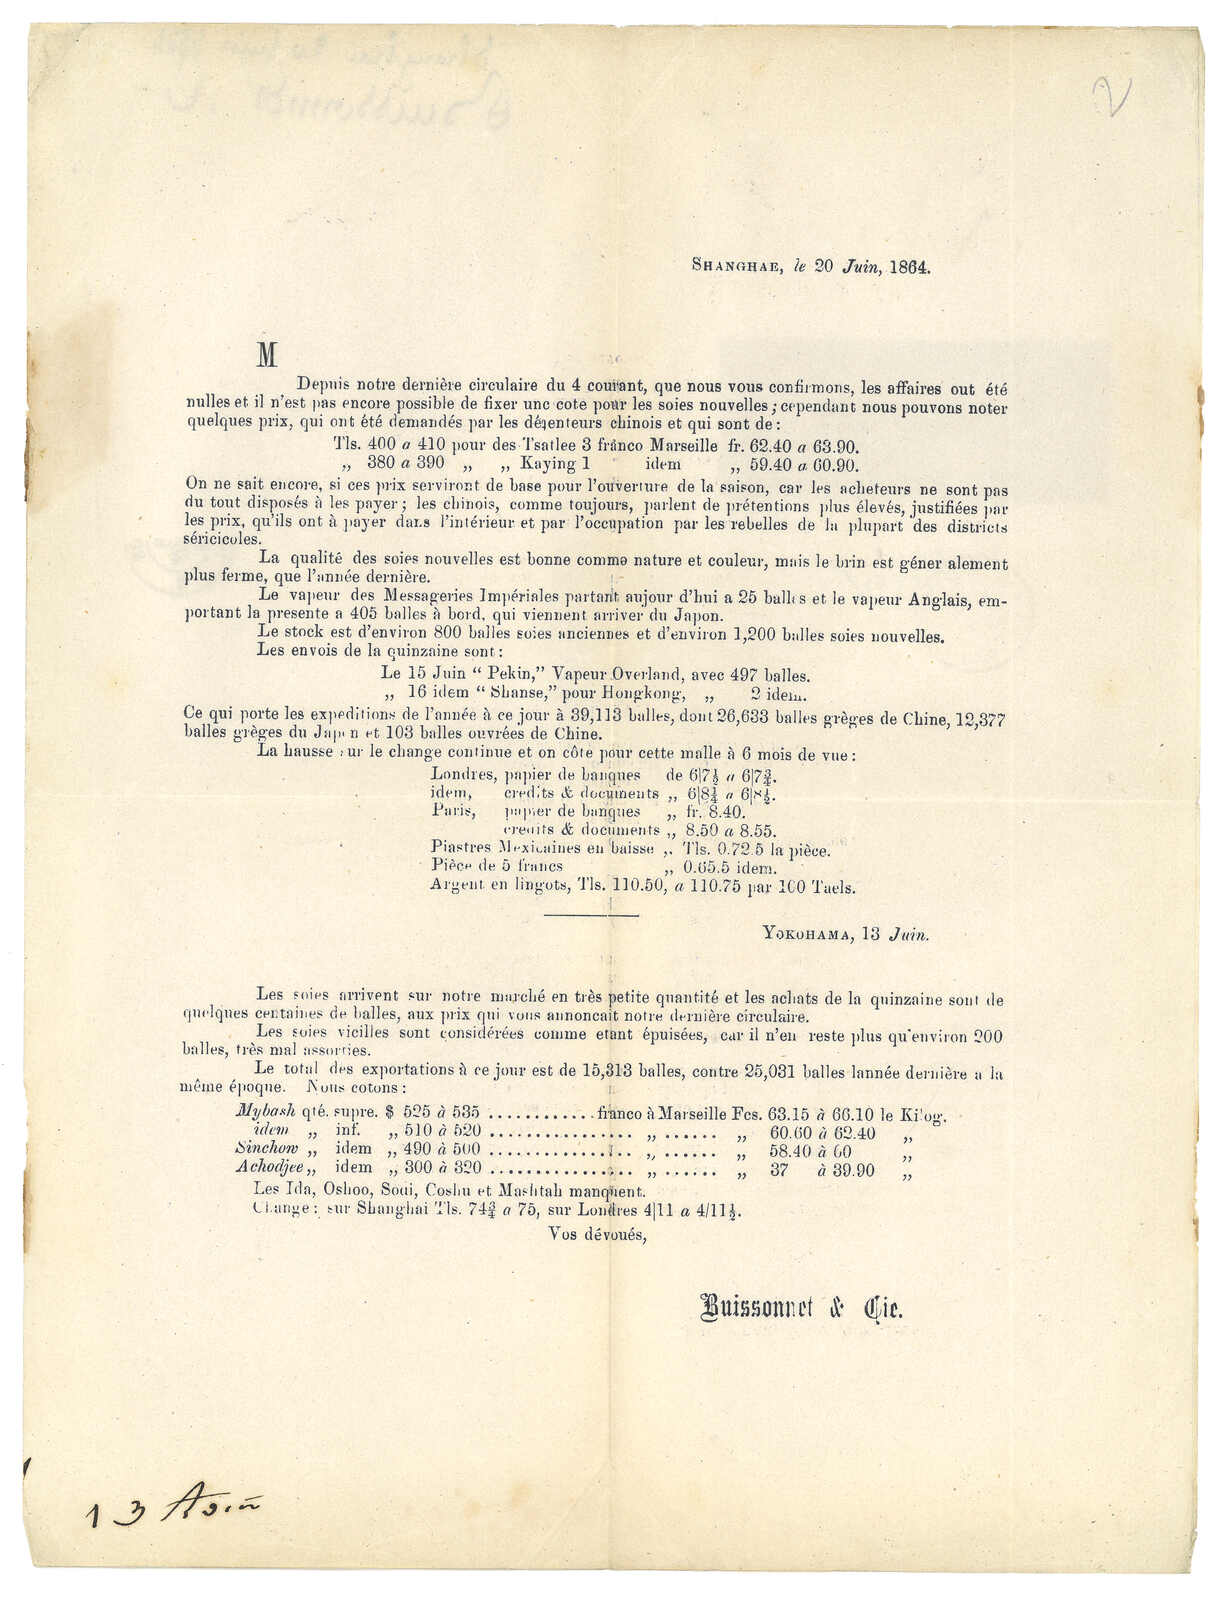 2
SHANGHAE, le 20 Juin, 1864.
M
Depuis notre dernière circulaire du 4 courant, que nous vous confirmons, les affaires out été
nulles et il n'est pas encore possible de fixer une cote pour les soies nouvelles; cependant nous pouvons noter
quelques prix, qui ont été demandés par les détenteurs chinois et qui sont de:
Tls. 400 a 410 pour des Tsatlee 3 franco Marseille fr. 62.40 a 63.90.
„ 380 a 390 „ „ Kaying 1 idem „ 59.40 a 60.90.
On ne sait encore, si ces prix serviront de base pour l'ouverture de la saison, car les acheteurs ne sont pas
du tout disposés à les payer; les chinois, comme toujours, parlent de prétentions plus élevés, justifiées par
les prix, qu'ils ont à payer dans l'intérieur et par l'occupation par les rebelles de la plupart des districts
séricicoles.
La qualité des soies nouvelles est bonne comme nature et couleur, mais le brin est géner alement
plus ferme, que l'année dernière.
Le vapeur des Messageries Impériales partant aujour d'hui a 25 balles et le vapeur Anglais, em-
portant la presente a 405 balles à bord, qui viennent arriver du Japon.
Le stock est d'environ 800 balles soies anciennes et d'environ 1,200 balles soies nouvelles.
Les envois de la quinzaine sont:
Le 15 Juin “ Pekin,” Vapeur Overland, avec 497 balles.
„ 16 idem “ Shanse,” pour Hongkong, „ 2 idem.
Ce qui porte les expeditions de l'année à ce jour à 39,113 balles, dont 26,633 balles grèges de Chine, 12,377
balles grèges du Japon et 103 balles ouvrées de Chine.
La hausse sur le change continue et on côte pour cette malle à 6 mois de vue:
Londres, papier de banques de 6|7½ a 6|7¾.
idem, credits & documents „ 6|8¼ a 6|8½.
Paris, papier de banques „ fr. 8.40.
credits & documents „ 8.50 a 8.55.
Piastres Mexicaines en baisse „ Tls. 0.72.5 la pièce.
Pièce de 5 francs „ 0.65.5 idem.
Argent en lingots, Tls. 110.50, a 110.75 par 100 Taels.
YOKOHAMA, 13 Juin.
Les soies arrivent sur notre marché en très petite quantité et les achats de la quinzaine sont de
quelques centaines de balles, aux prix qui vous annoncait notre dernière circulaire.
Les soies vieilles sont considérées comme etant épuisées, car il n'en reste plus qu'environ 200
balles, très mal assorties.
Le total des exportations à ce jour est de 15,313 balles, contre 25,031 balles lannée dernière a la
même époque. Nous cotons:
Mybash qté. supre. $ 525 à 535 ............ franco à Marseille Fcs. 63.15 à 66.10 le Kilog.
idem „ inf. „ 510 à 520 ................ „ ...... „ 60.60 à 62.40 „
Sinchow „ idem „ 490 à 500 ................ „ ...... „ 58.40 à 60 „
Achodjee „ idem „ 300 à 320 ................ „ ...... „ 37 à 39.90 „
Les Ida, Oshoo, Sodi, Coshu et Mashtah manquent.
Change: sur Shanghai Tls. 74¾ a 75, sur Londres 4|11 a 4/11½.
Vos dévoués,
Buissonnet & Cie.
13